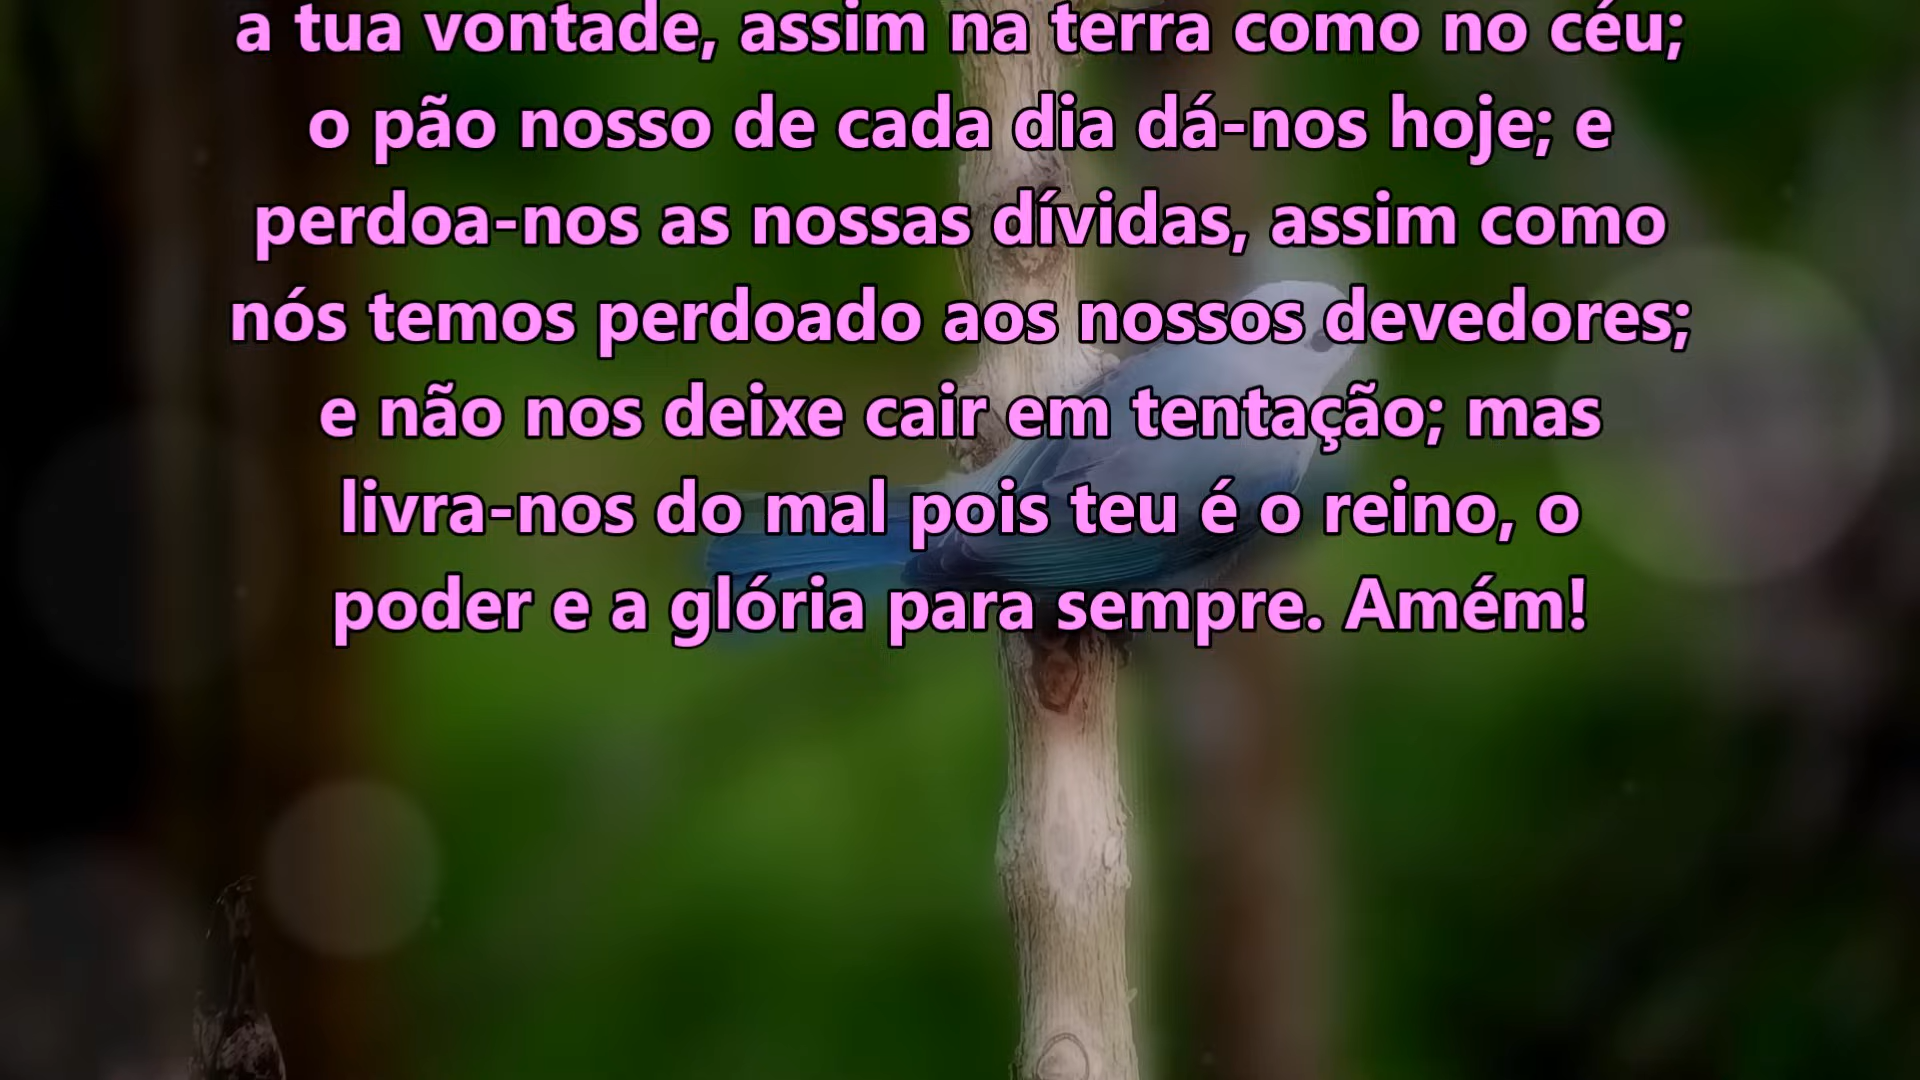 a tua vontade, assim na terra como no céu;
o pão nosso de cada dia dá-nos hoje; e
perdoa-nos as nossas dívidas, assim como
nós temos perdoado aos nossos devedores;
e não nos deixe cair em tentação; mas
livra-nos do mal pois teu é o reino, o
poder e a glória para sempre. Amém!